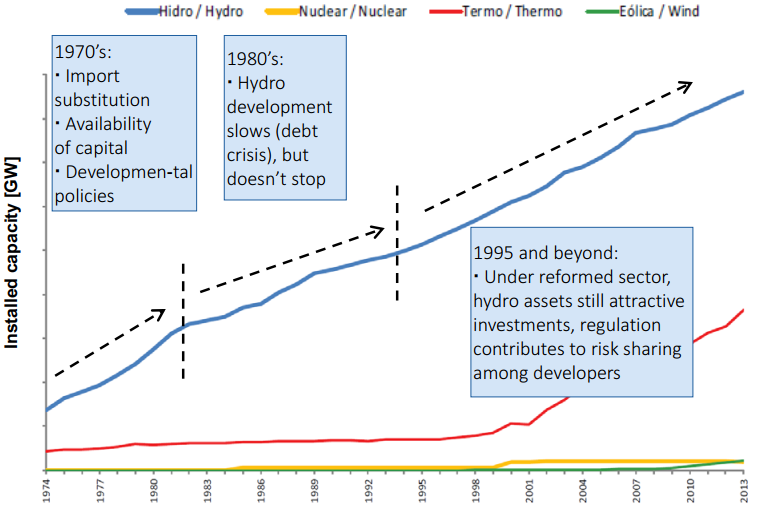 Hidro / Hydro Nuclear / Nuclear Termo / Thermo Eólica / Wind
1970’s:
· Import
substitution
· Availability
of capital
· Developmen-tal
policies
1980’s:
· Hydro
development
slows (debt
crisis), but
doesn’t stop
Installed capacity [GW]
1995 and beyond:
· Under reformed sector,
hydro assets still attractive
investments, regulation
contributes to risk sharing
among developers
1974 1977 1980 1983 1986 1989 1992 1995 1998 2001 2004 2007 2010 2013